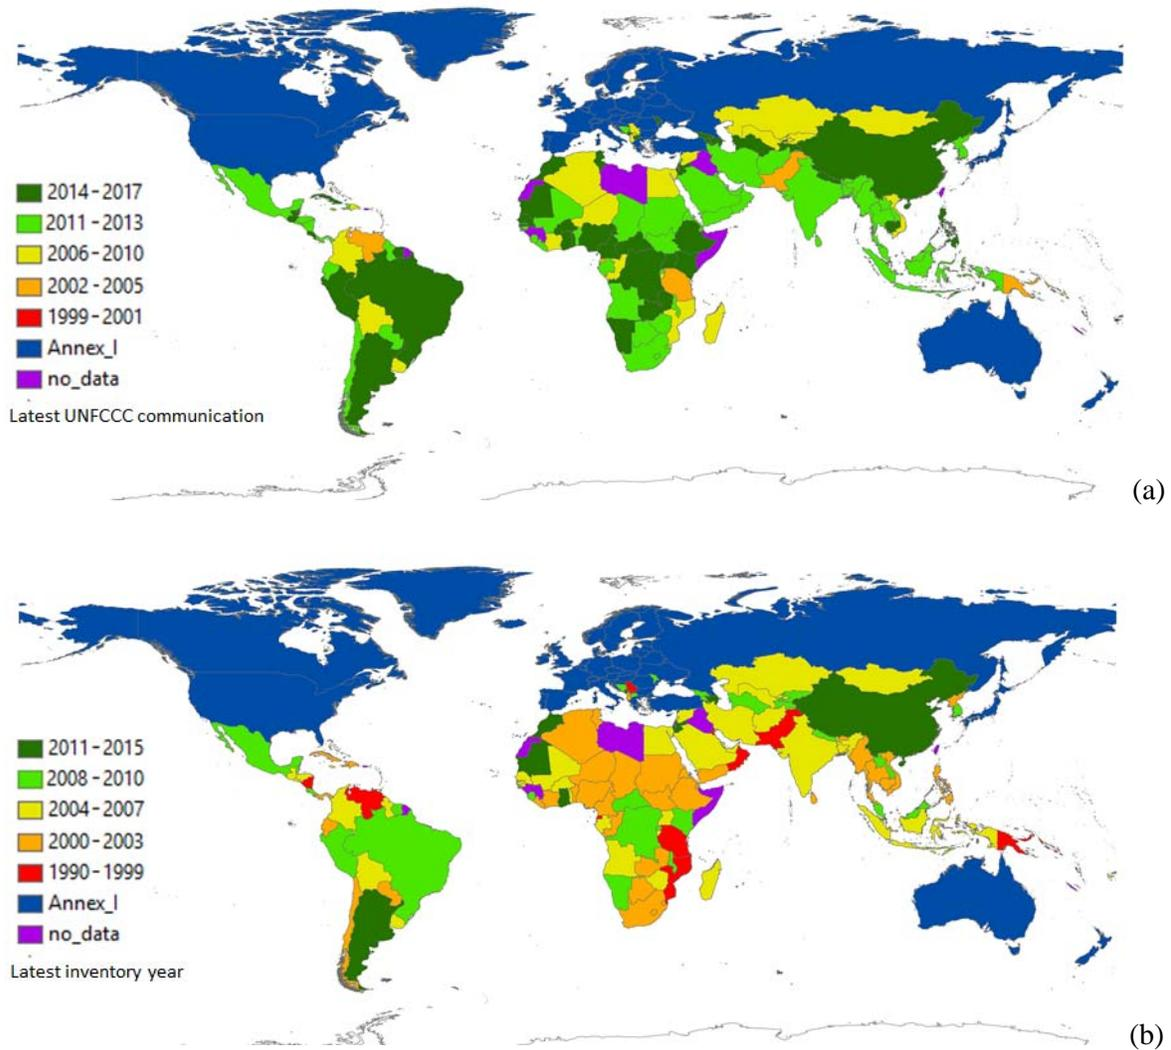 2014-2017
2011-2013
2006-2010
2002-2005
1999-2001
Annex_I
no_data
Latest UNFCCC communication
(a)
2011-2015
2008-2010
2004-2007
2000-2003
1990-1999
Annex_I
no_data
Latest inventory year
(b)